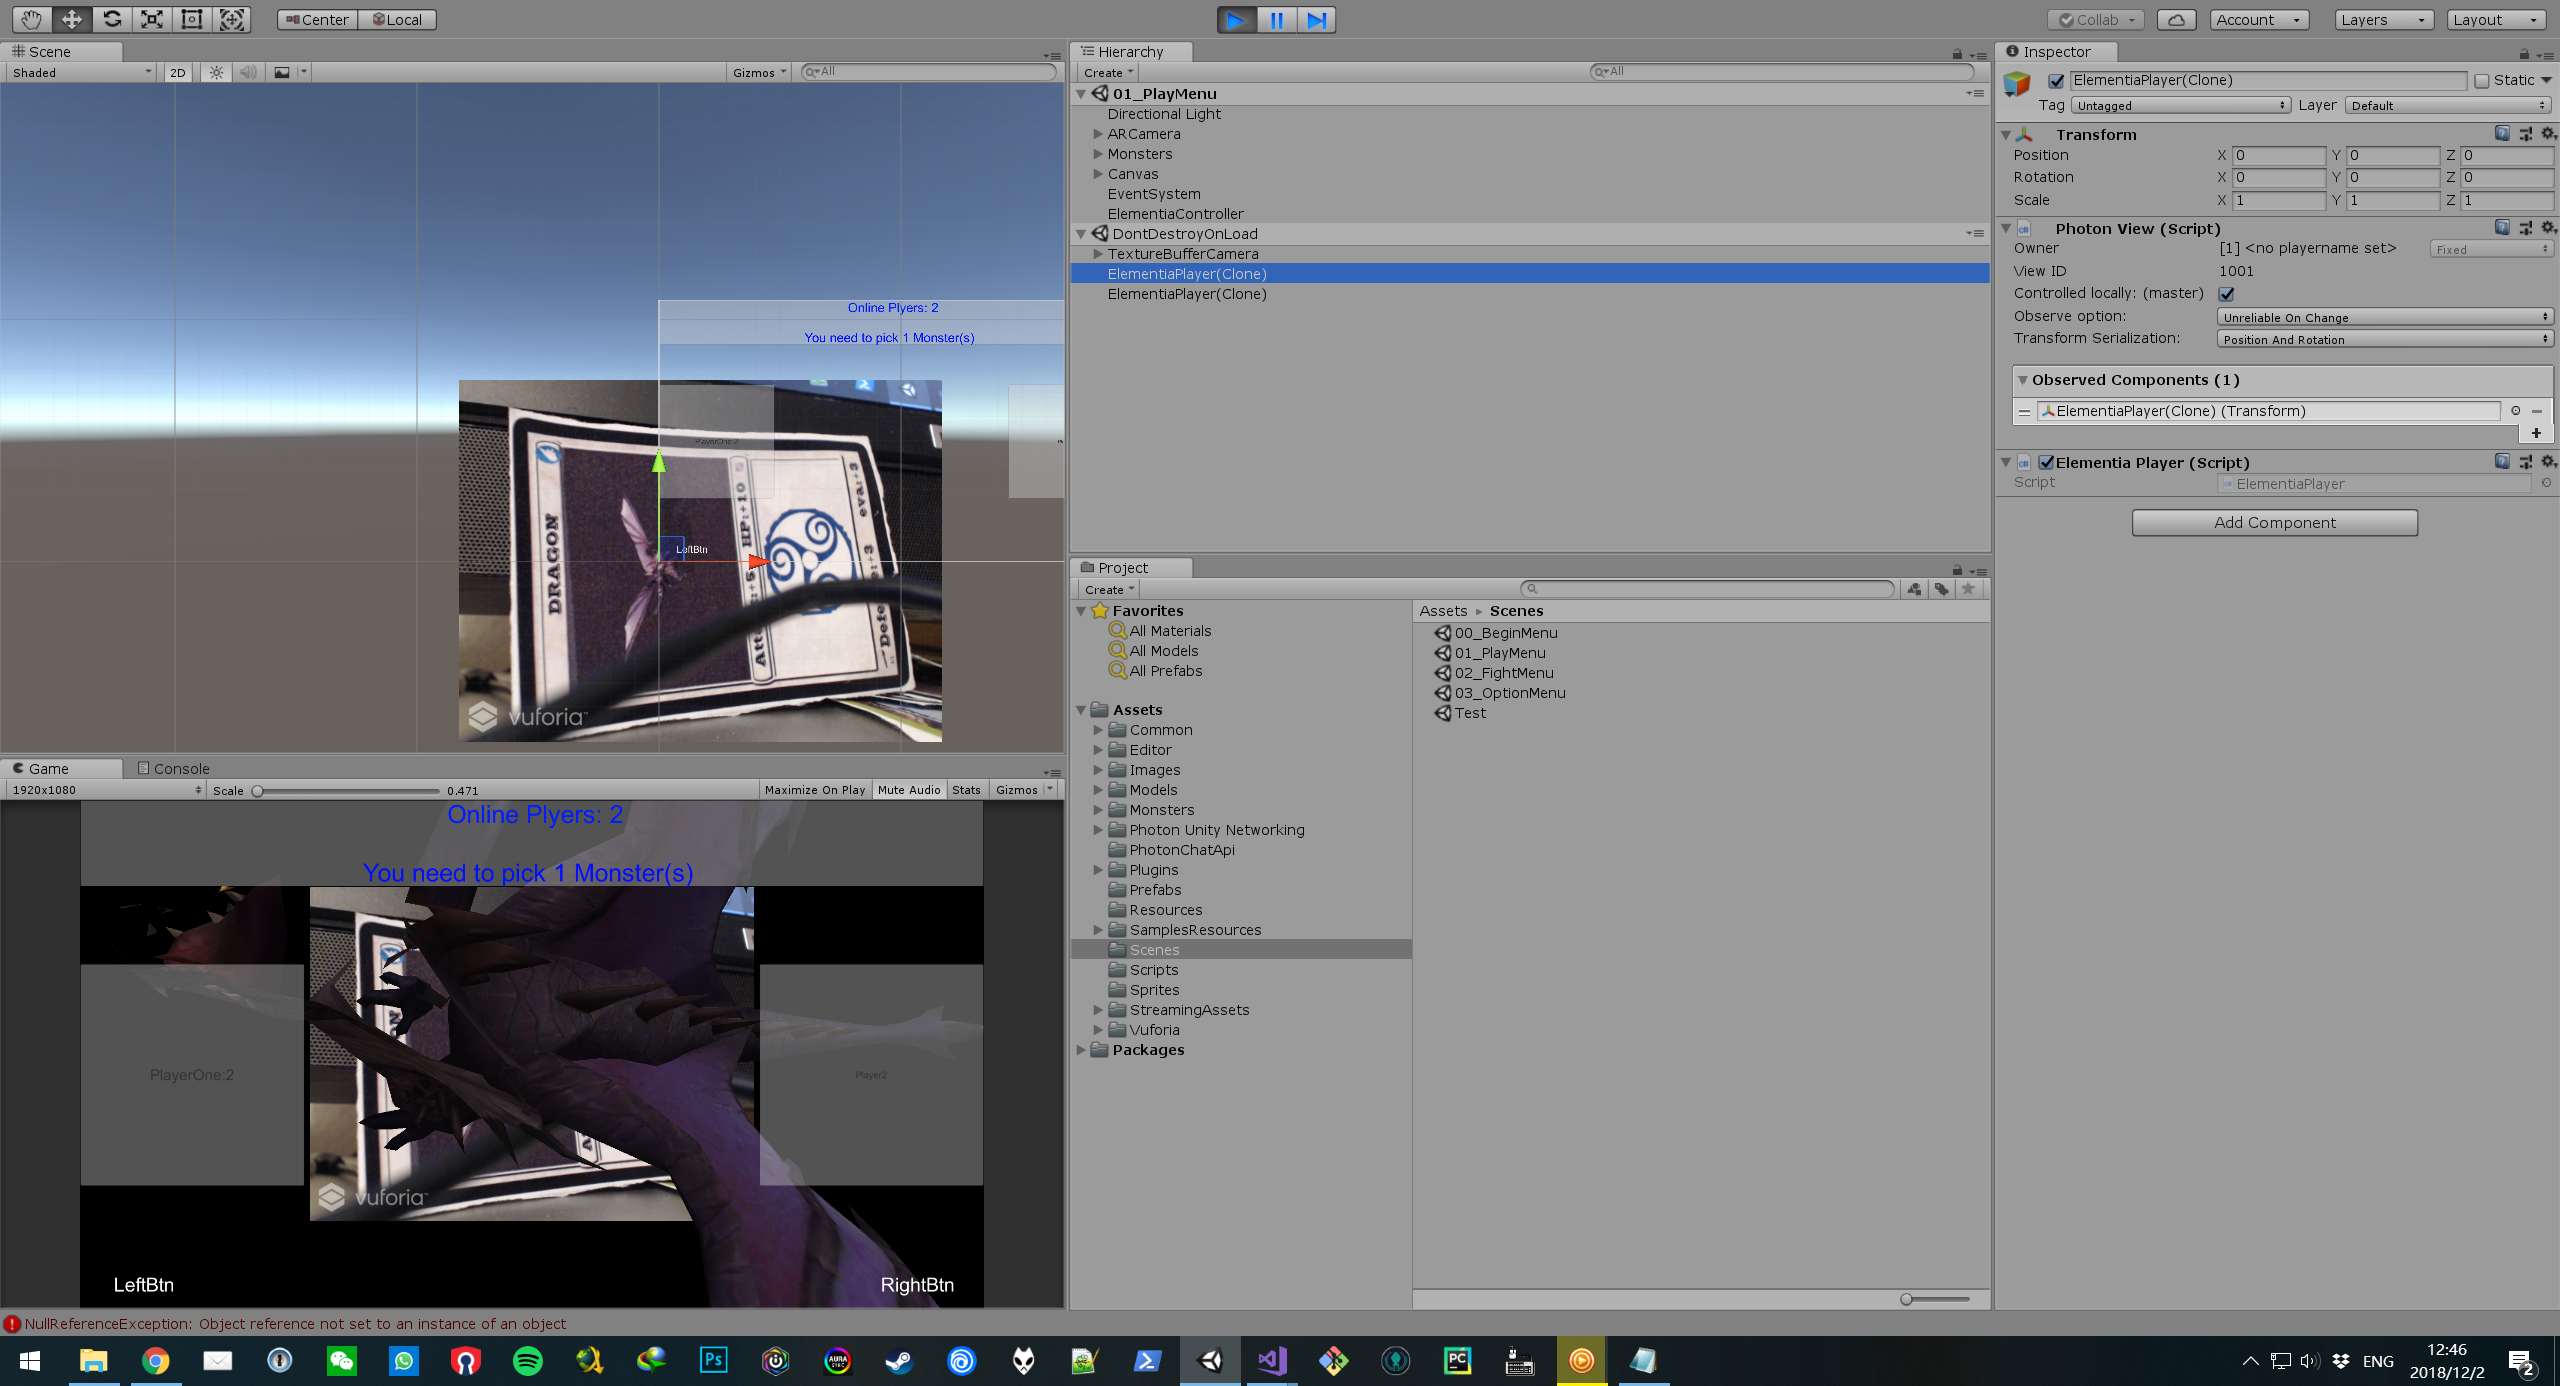 Center Local
Collab Account Layers Layout
Scene
Shaded 2D Gizmos All
Online Plyers: 2
You need to pick 1 Monster(s)
PlayerOne:2
DRAGON
HP:+10
eva:+3
LeftBtn
vuforia
Game Console
1920x1080 Scale 0.471 Maximize On Play Mute Audio Stats Gizmos
Online Plyers: 2
You need to pick 1 Monster(s)
PlayerOne:2
Player2
vuforia
LeftBtn RightBtn
NullReferenceException: Object reference not set to an instance of an object
Hierarchy
Create All
01_PlayMenu
Directional Light
ARCamera
Monsters
Canvas
EventSystem
ElementiaController
DontDestroyOnLoad
TextureBufferCamera
ElementiaPlayer(Clone)
ElementiaPlayer(Clone)
Project
Create
Favorites
All Materials
All Models
All Prefabs
Assets
Common
Editor
Images
Models
Monsters
Photon Unity Networking
PhotonChatApi
Plugins
Prefabs
Resources
SamplesResources
Scenes
Scripts
Sprites
StreamingAssets
Vuforia
Packages
Assets Scenes
00_BeginMenu
01_PlayMenu
02_FightMenu
03_OptionMenu
Test
Inspector
ElementiaPlayer(Clone) Static
Tag Untagged Layer Default
Transform
Position X 0 Y 0 Z 0
Rotation X 0 Y 0 Z 0
Scale X 1 Y 1 Z 1
Photon View (Script)
Owner [1] <no playername set> Fixed
View ID 1001
Controlled locally: (master)
Observe option: Unreliable On Change
Transform Serialization: Position And Rotation
Observed Components (1)
ElementiaPlayer(Clone) (Transform)
Elementia Player (Script)
Script ElementiaPlayer
Add Component
Ps
PC
ENG
12:46
2018/12/2
2